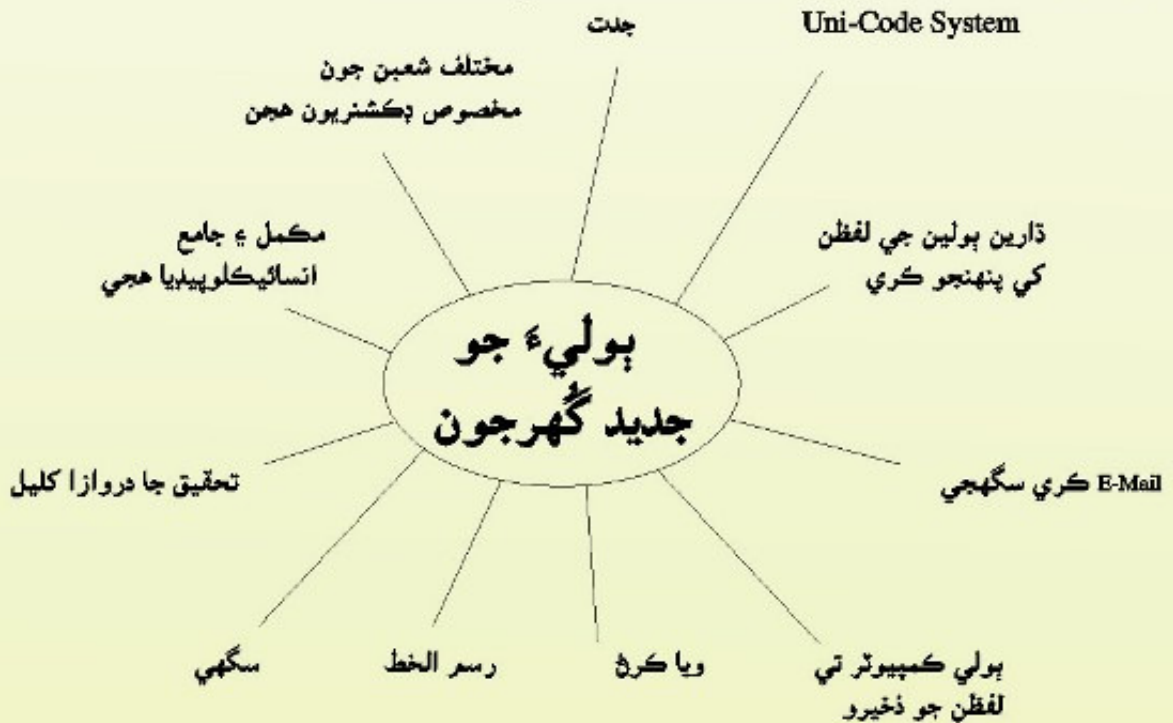 جدت
Uni-Code System
مختلف شعبن جون
مخصوص ڊڪشنريون هجن
ڌارين ٻولين جي لفظن
کي پنهنجو ڪري
مڪمل ۽ جامع
انسائيڪلوپيڊيا هجي
ٻوليءَ جو
جديد گُهرجون
E-Mail ڪري سگهجي
تحقيق جا دروازا کليل
ٻولي ڪمپيوٽر تي
لفظن جو ذخيرو
ويا ڪرڻ
رسم الخط
سگهي